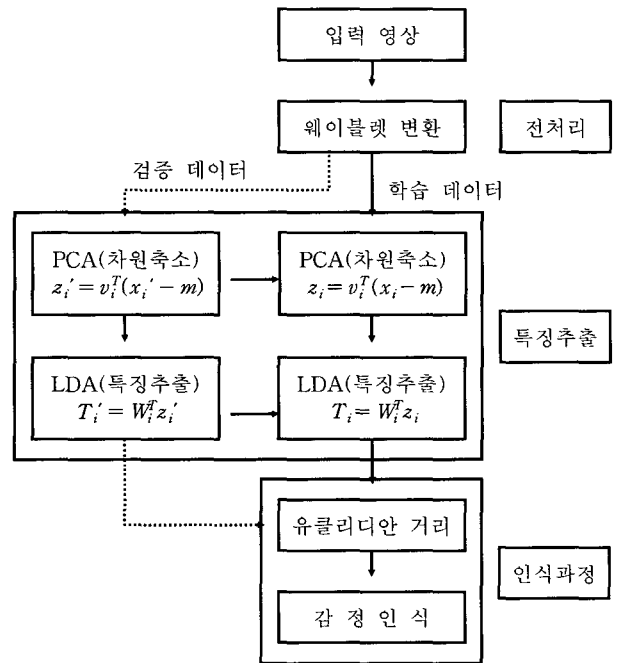 입력 영상
웨이블렛 변환
전처리
검증 데이터
학습 데이터
PCA(차원축소)
z_i′ = v_i^T(x_i′ − m)
PCA(차원축소)
z_i = v_i^T(x_i − m)
특징추출
LDA(특징추출)
T_i′ = W_i^T z_i′
LDA(특징추출)
T_i = W_i^T z_i
유클리디안 거리
인식과정
감 정 인 식